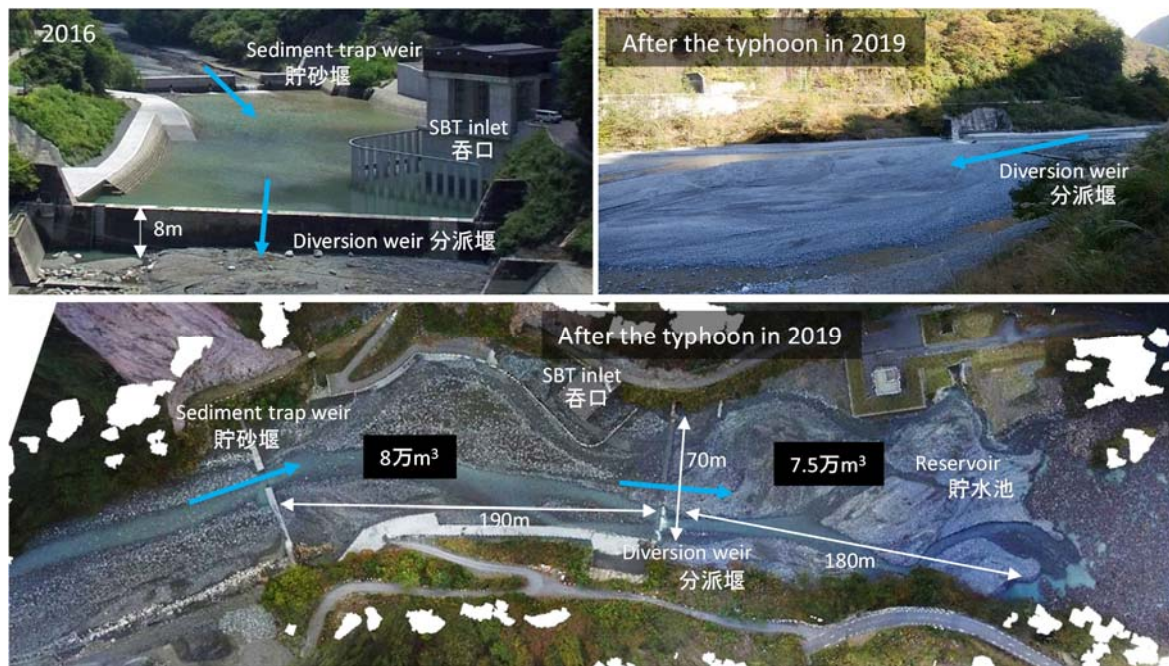 2016
Sediment trap weir
貯砂堰
SBT inlet
呑口
8m
Diversion weir 分派堰
After the typhoon in 2019
Diversion weir
分派堰
After the typhoon in 2019
SBT inlet
呑口
Sediment trap weir
貯砂堰
8万m³
70m
7.5万m³
Reservoir
貯水池
190m
Diversion weir
分派堰
180m